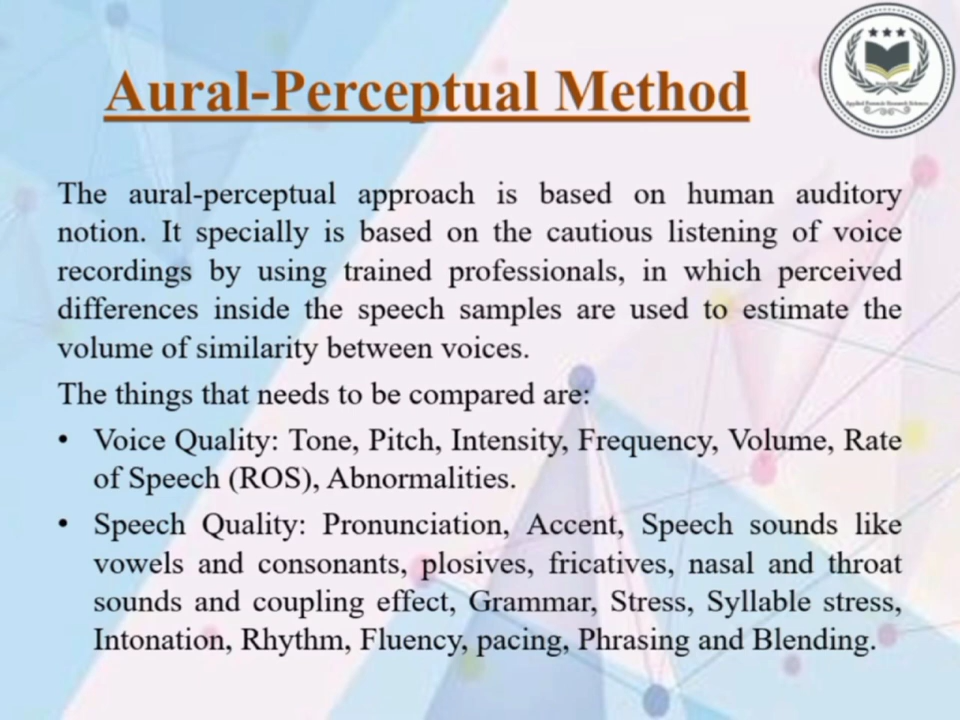 Aural-Perceptual Method
Applied Forensic Research Sciences
The aural-perceptual approach is based on human auditory
notion. It specially is based on the cautious listening of voice
recordings by using trained professionals, in which perceived
differences inside the speech samples are used to estimate the
volume of similarity between voices.
The things that needs to be compared are:
• Voice Quality: Tone, Pitch, Intensity, Frequency, Volume, Rate
of Speech (ROS), Abnormalities.
• Speech Quality: Pronunciation, Accent, Speech sounds like
vowels and consonants, plosives, fricatives, nasal and throat
sounds and coupling effect, Grammar, Stress, Syllable stress,
Intonation, Rhythm, Fluency, pacing, Phrasing and Blending.